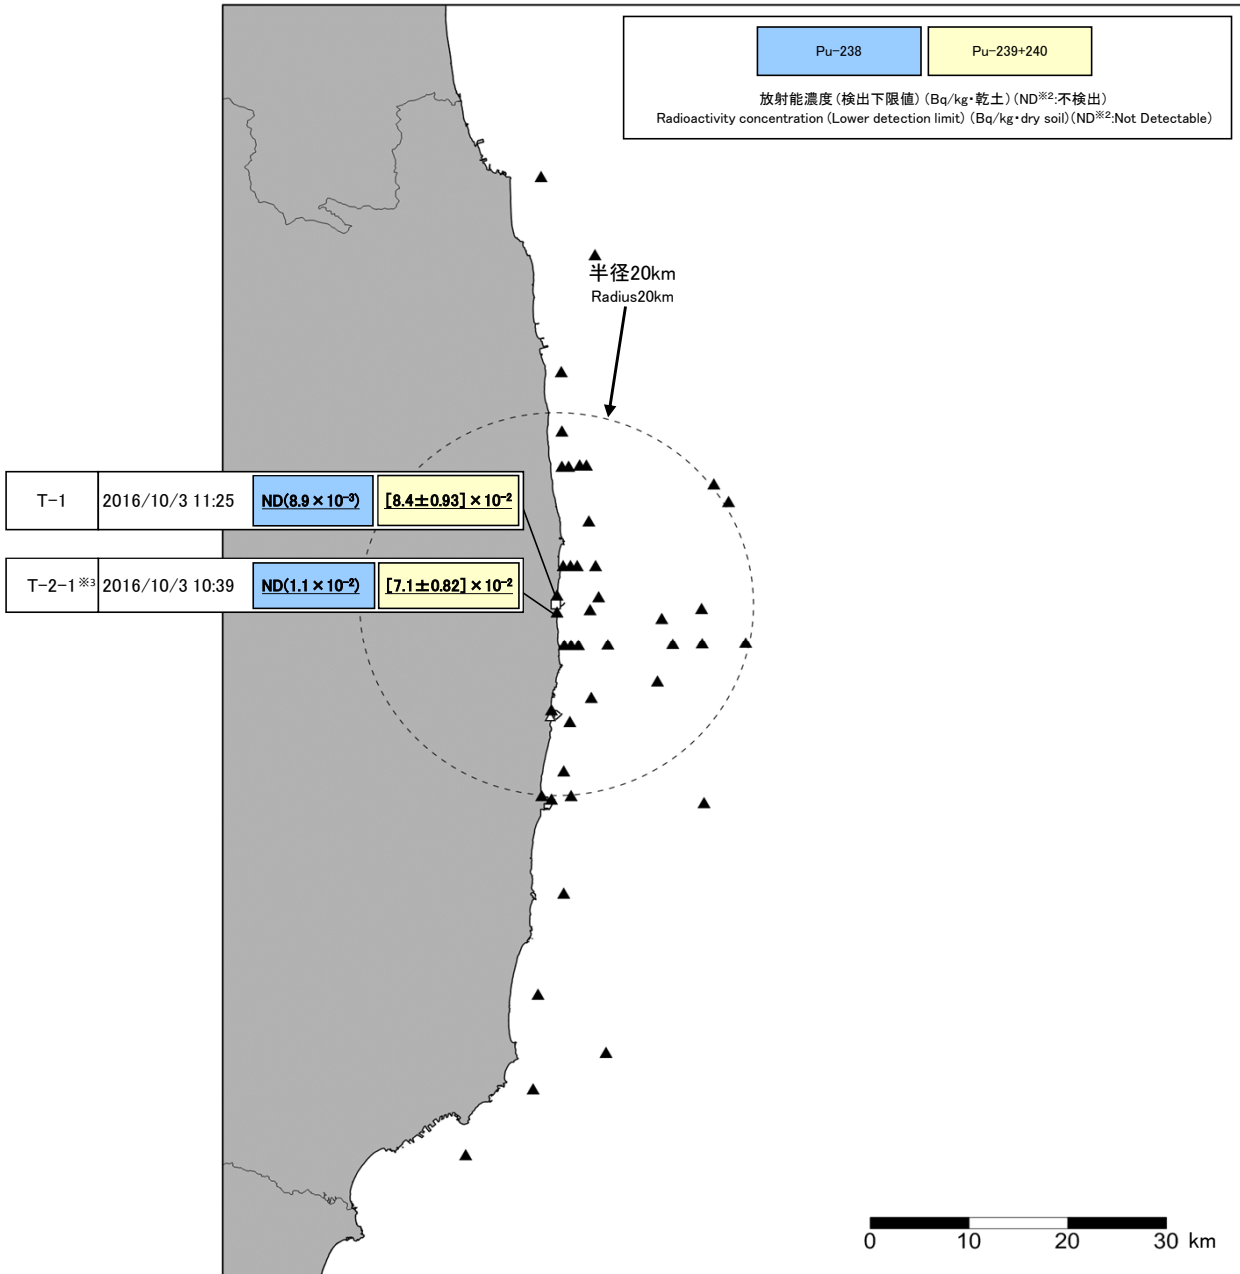 Pu-238 Pu-239+240
放射能濃度(検出下限値)(Bq/kg・乾土)(ND※2:不検出)
Radioactivity concentration (Lower detection limit) (Bq/kg・dry soil)(ND※2:Not Detectable)
半径20km
Radius20km
T-1 2016/10/3 11:25 ND(8.9×10⁻³) [8.4±0.93]×10⁻²
T-2-1※3 2016/10/3 10:39 ND(1.1×10⁻²) [7.1±0.82]×10⁻²
0 10 20 30 km